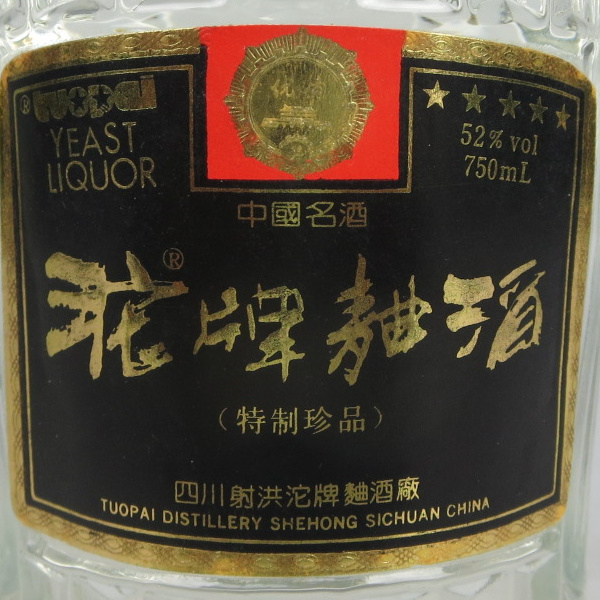 ® TUOPAI
YEAST
LIQUOR
52% vol
750mL
中國名酒
沱牌®麯酒
(特制珍品)
四川射洪沱牌麯酒廠
TUOPAI DISTILLERY SHEHONG SICHUAN CHINA